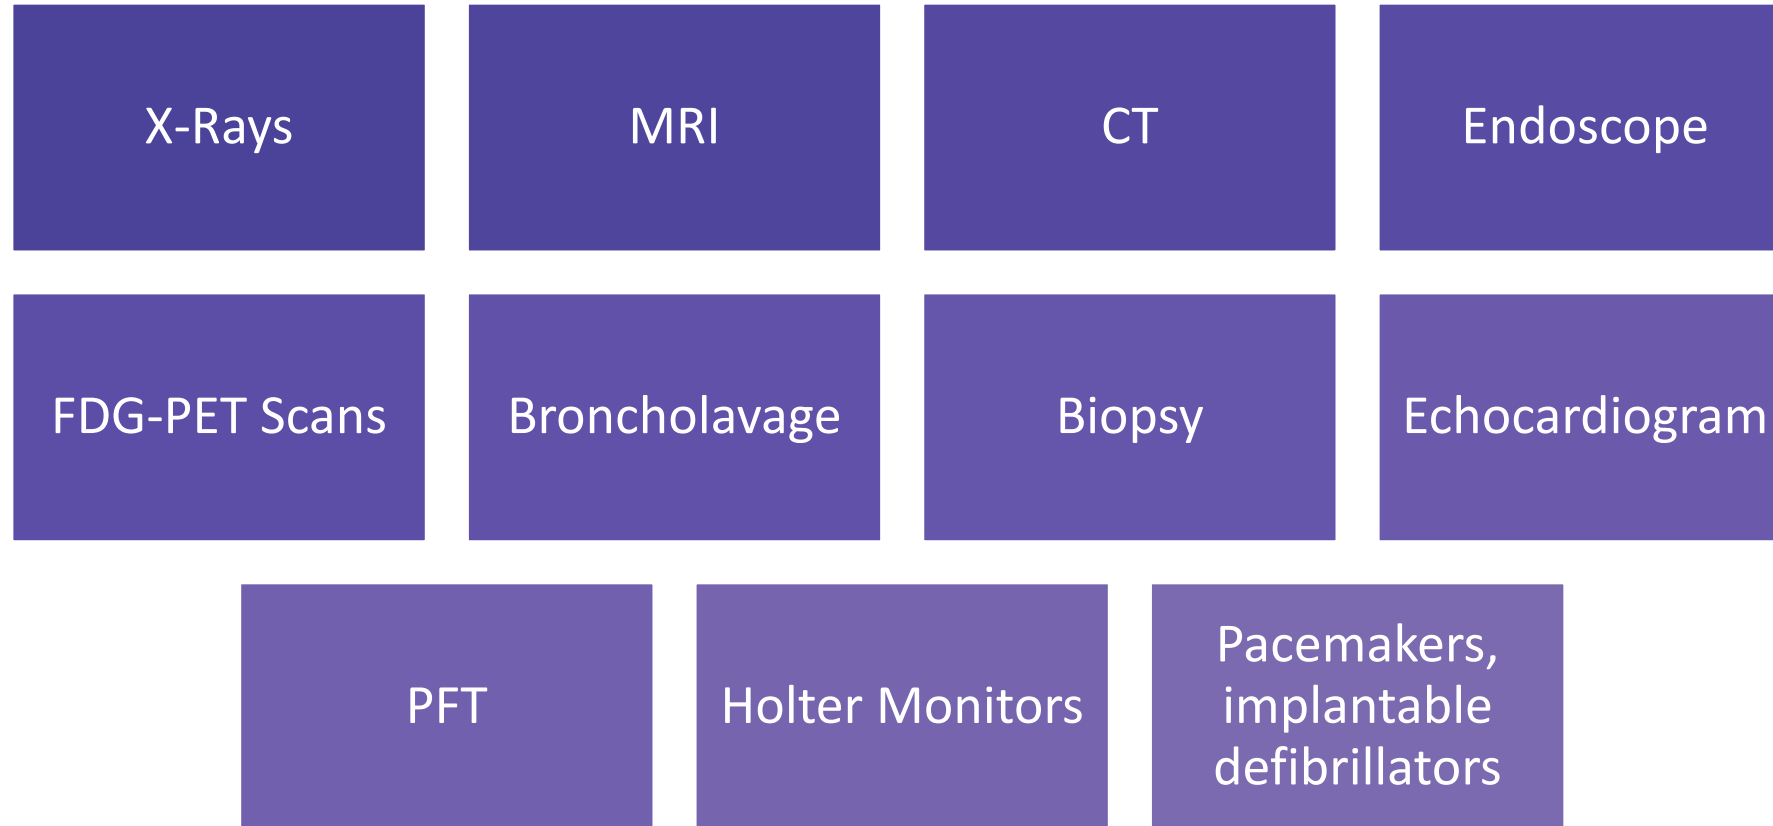 X-Rays
MRI
CT
Endoscope
FDG-PET Scans
Broncholavage
Biopsy
Echocardiogram
PFT
Holter Monitors
Pacemakers,
implantable
defibrillators